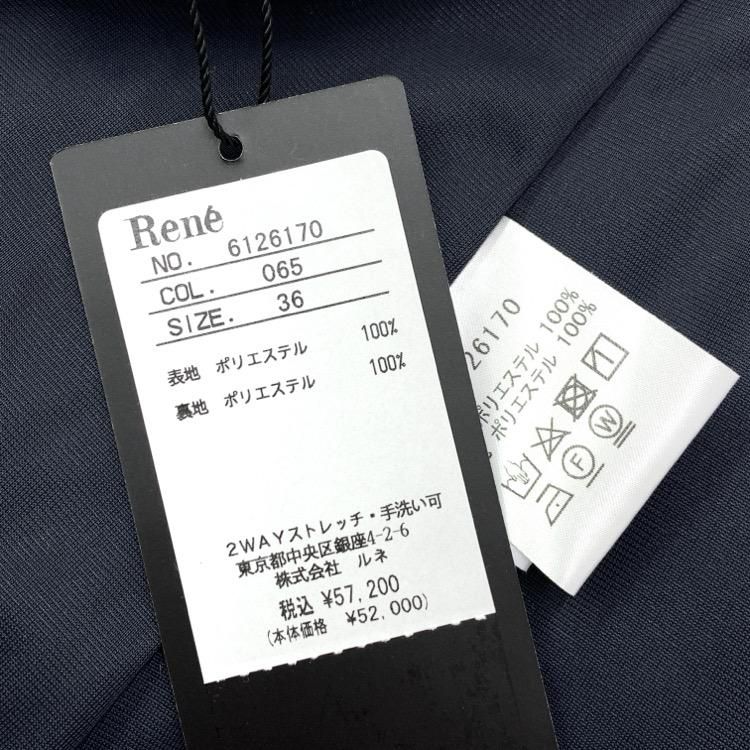 René
NO. 6126170
COL. 065
SIZE. 36
表地 ポリエステル 100%
裏地 ポリエステル 100%
2WAYストレッチ・手洗い可
東京都中央区銀座4-2-6
株式会社 ルネ
税込 ¥57,200
(本体価格 ¥52,000)
26170
ポリエステル 100%
ポリエステル 100%
F
W